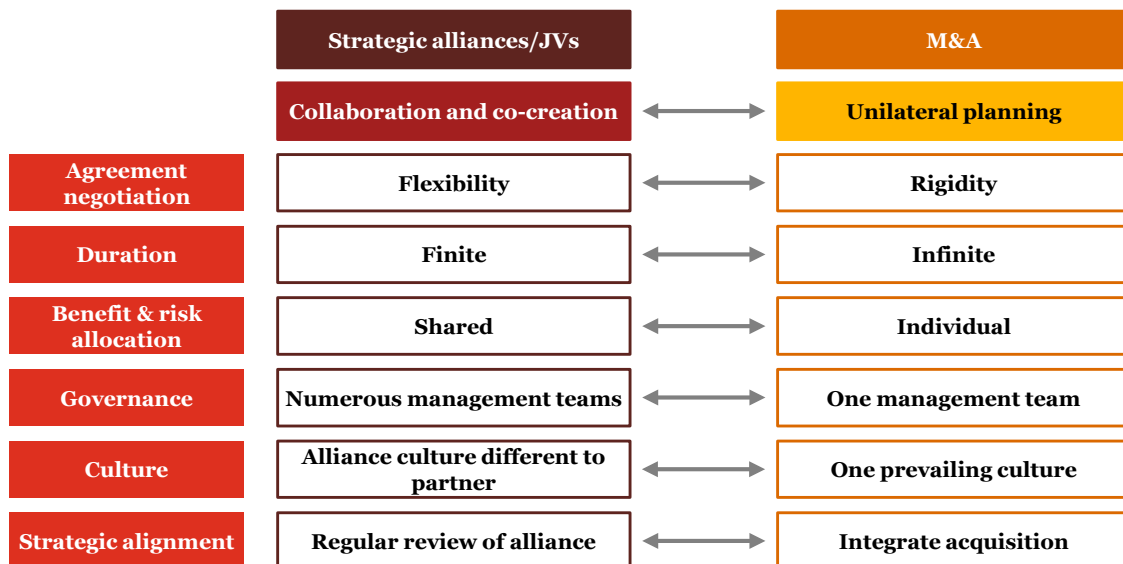 Strategic alliances/JVs
M&A
Collaboration and co-creation
Unilateral planning
Agreement
negotiation
Flexibility
Rigidity
Duration
Finite
Infinite
Benefit & risk
allocation
Shared
Individual
Governance
Numerous management teams
One management team
Culture
Alliance culture different to
partner
One prevailing culture
Strategic alignment
Regular review of alliance
Integrate acquisition